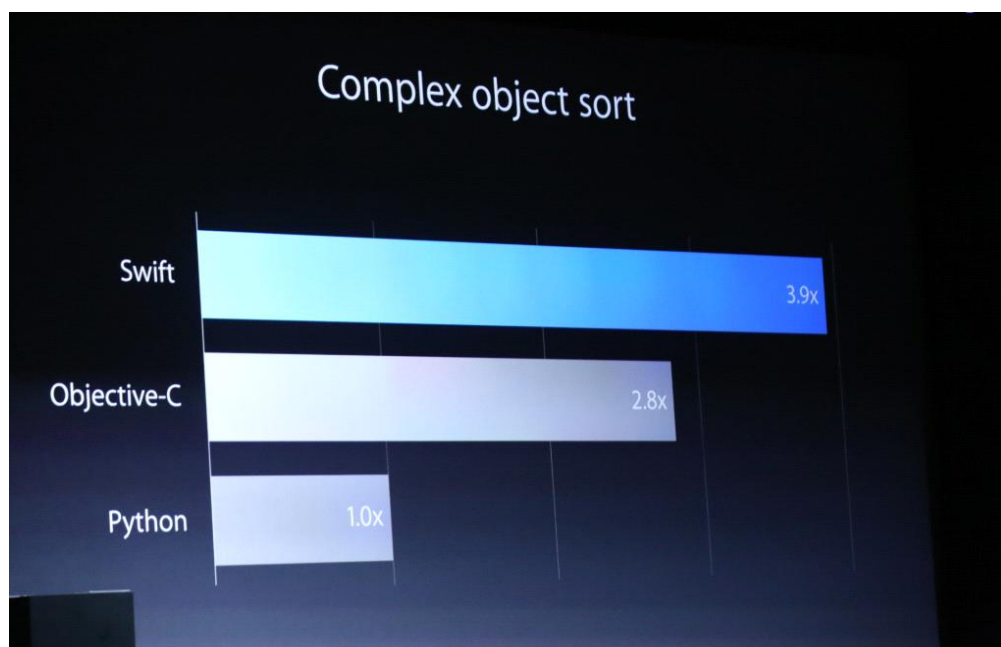 Complex object sort
Swift
3.9x
Objective-C
2.8x
Python
1.0x